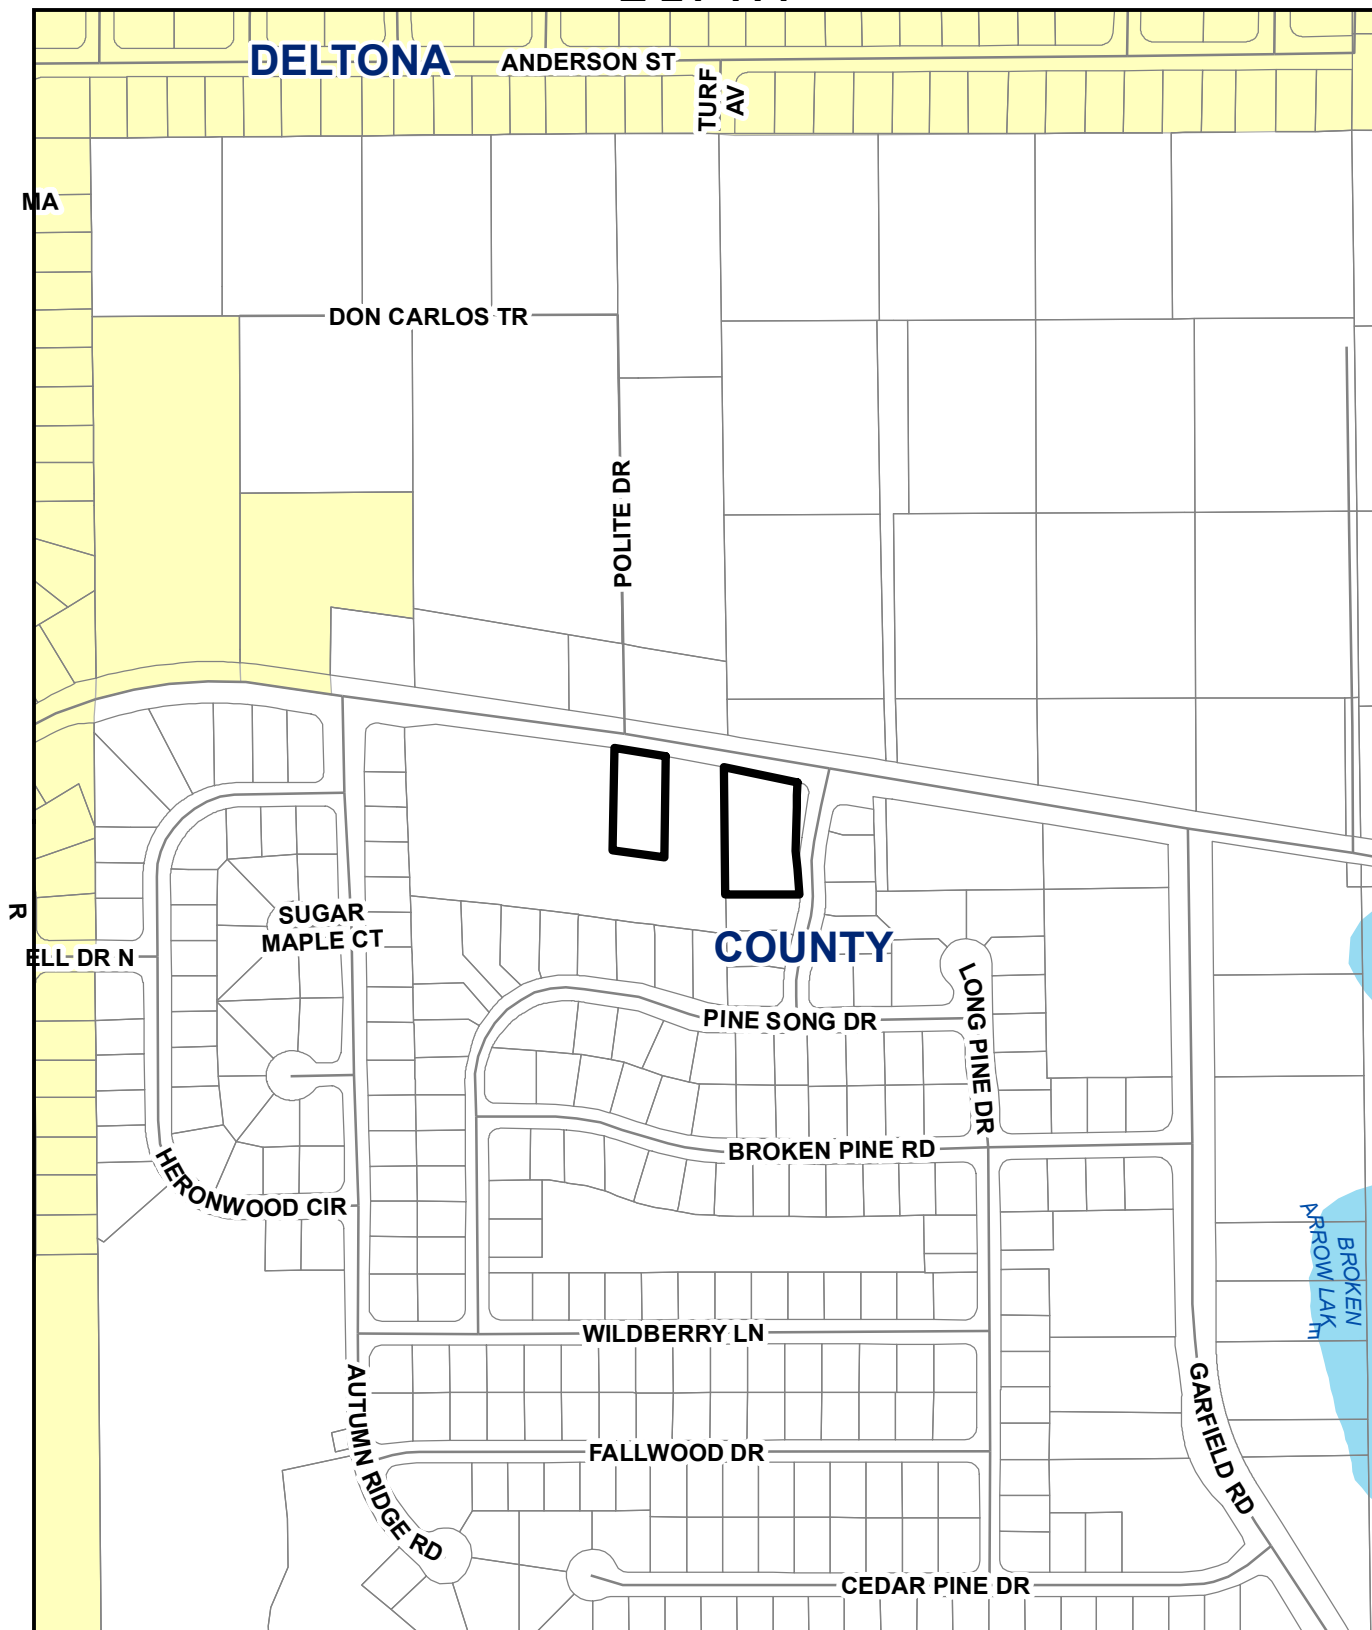 DELTONA
ANDERSON ST
TURF
AV
MA
DON CARLOS TR
POLITE DR
SUGAR
MAPLE CT
R
ELL DR N
COUNTY
PINE SONG DR
LONG PINE DR
BROKEN PINE RD
HERONWOOD CIR
BROKEN
ARROW LAK
E
WILDBERRY LN
AUTUMN RIDGE RD
GARFIELD RD
FALLWOOD DR
CEDAR PINE DR